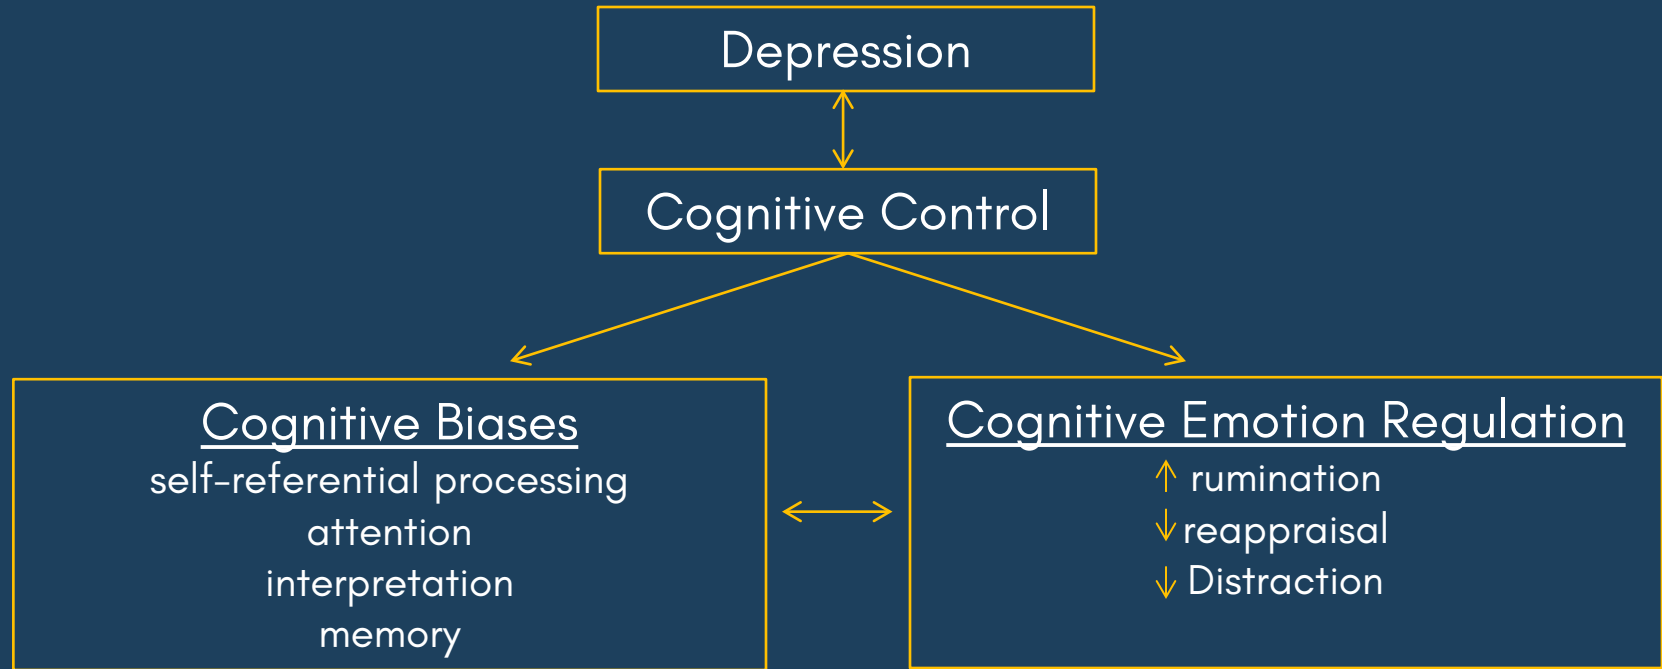 Depression
Cognitive Control
Cognitive Biases
self-referential processing
attention
interpretation
memory
Cognitive Emotion Regulation
↑ rumination
↓ reappraisal
↓ Distraction